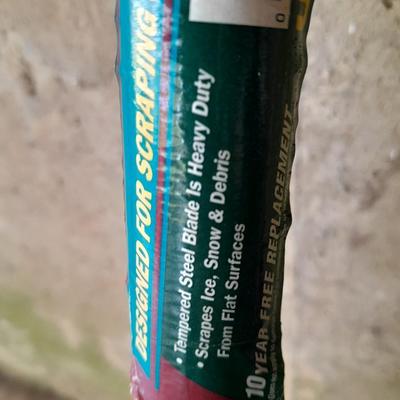 DESIGNED FOR SCRAPING
• Tempered Steel Blade Is Heavy Duty
• Scrapes Ice, Snow & Debris
From Flat Surfaces
10 YEAR FREE REPLACEMENT